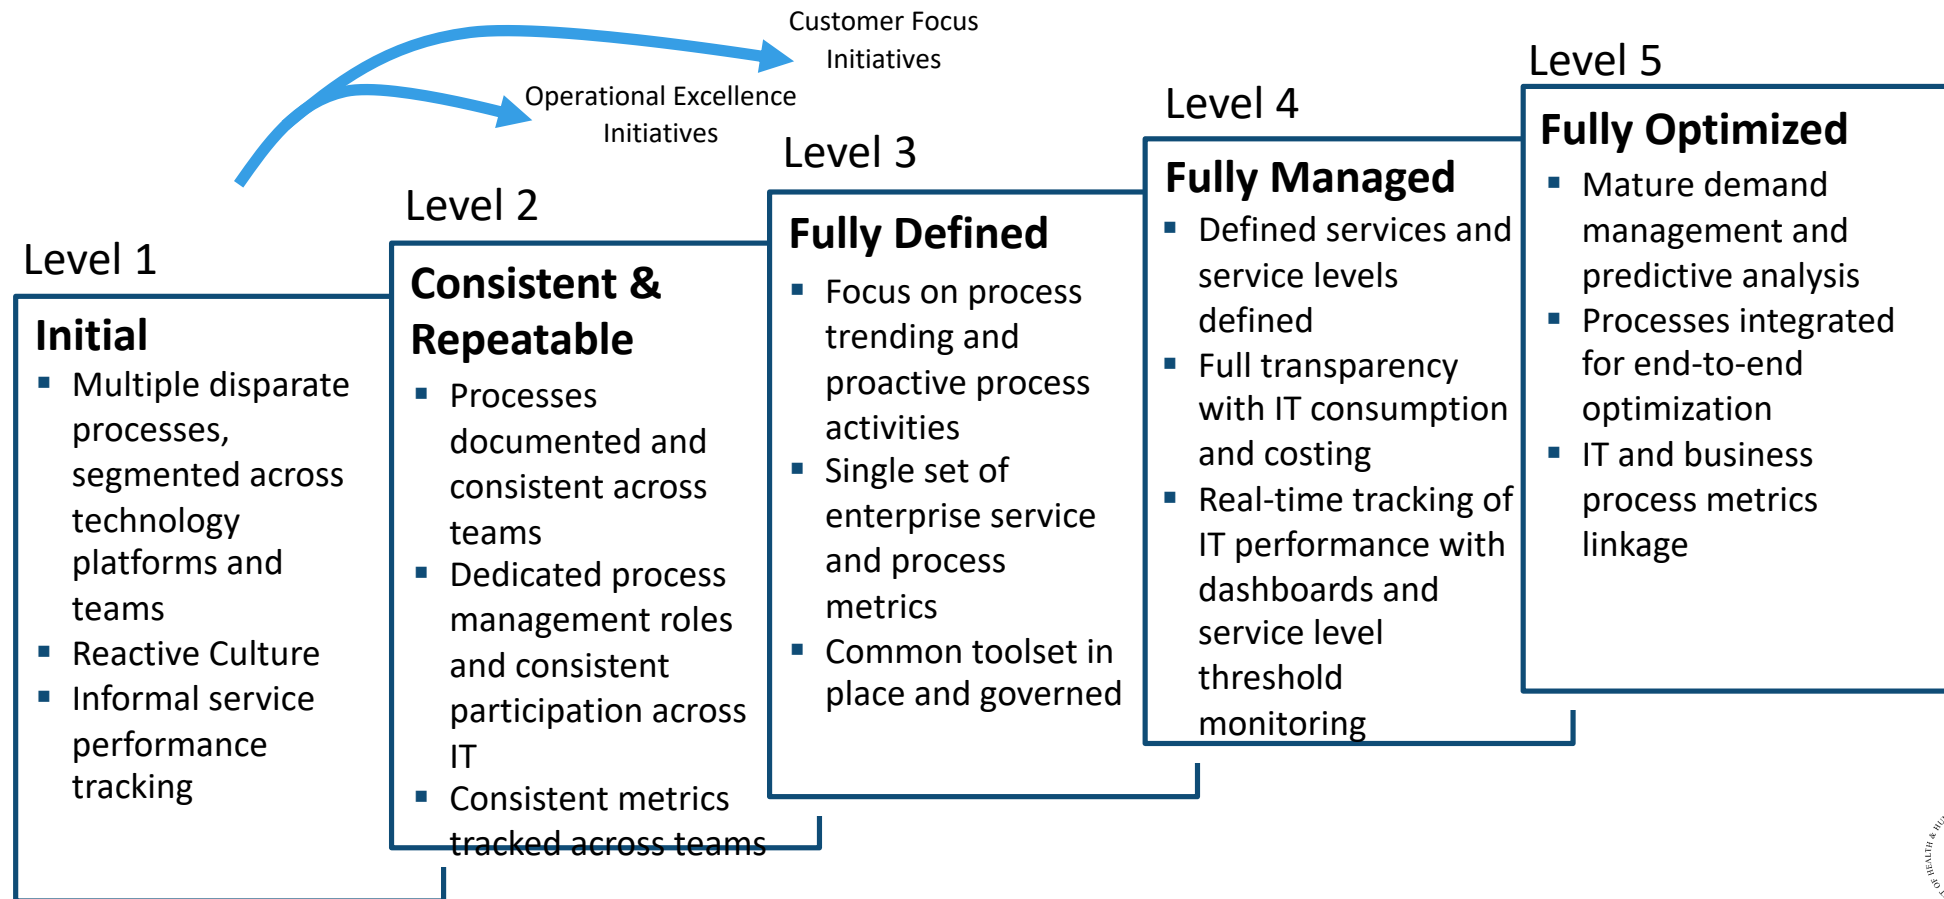 Customer Focus
Initiatives
Operational Excellence
Initiatives
Level 1
Initial
▪ Multiple disparate
processes,
segmented across
technology
platforms and
teams
▪ Reactive Culture
▪ Informal service
performance
tracking
Level 2
Consistent &
Repeatable
▪ Processes
documented and
consistent across
teams
▪ Dedicated process
management roles
and consistent
participation across
IT
▪ Consistent metrics
tracked across teams
Level 3
Fully Defined
▪ Focus on process
trending and
proactive process
activities
▪ Single set of
enterprise service
and process
metrics
▪ Common toolset in
place and governed
Level 4
Fully Managed
▪ Defined services and
service levels
defined
▪ Full transparency
with IT consumption
and costing
▪ Real-time tracking of
IT performance with
dashboards and
service level
threshold
monitoring
Level 5
Fully Optimized
▪ Mature demand
management and
predictive analysis
▪ Processes integrated
for end-to-end
optimization
▪ IT and business
process metrics
linkage
OF HEALTH &